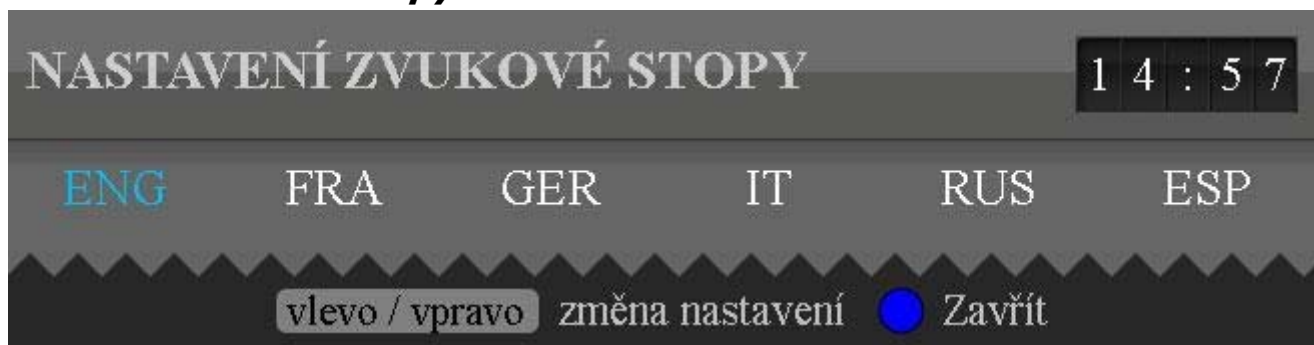 NASTAVENÍ ZVUKOVÉ STOPY 14:57
ENG FRA GER IT RUS ESP
vlevo / vpravo změna nastavení Zavřít